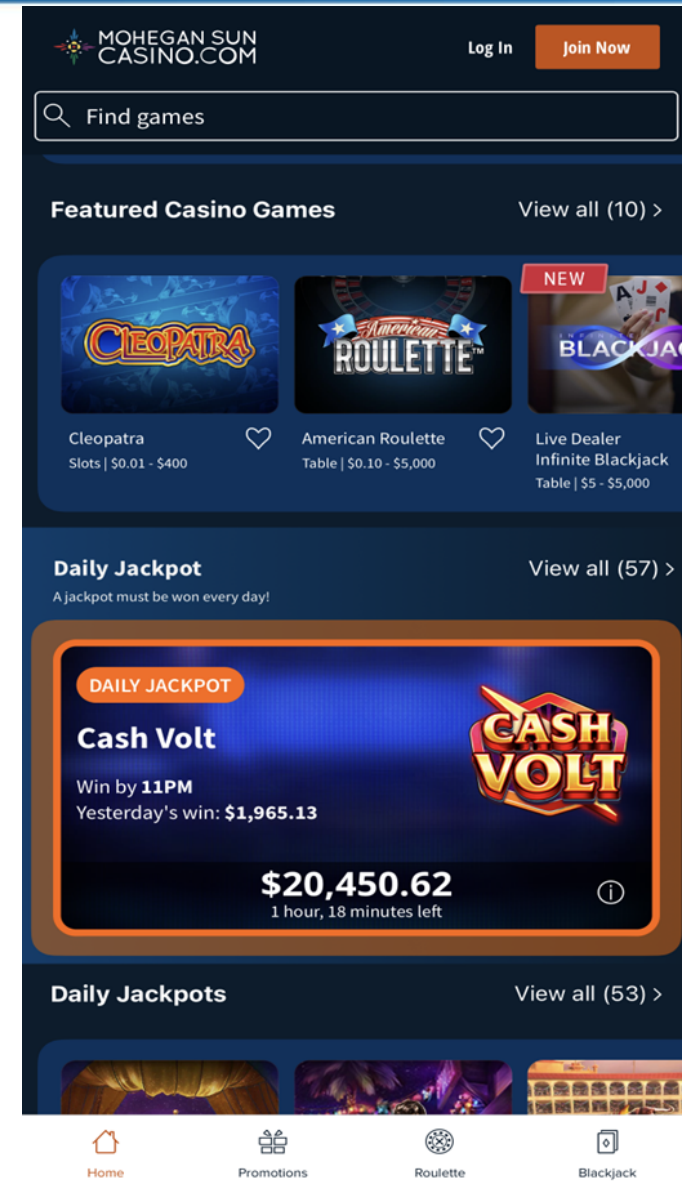 MOHEGAN SUN
CASINO.COM
Log In
Join Now
Find games
Featured Casino Games
View all (10) >
CLEOPATRA
American
ROULETTE™
NEW
INFINITE
BLACKJA
Cleopatra
Slots | $0.01 - $400
American Roulette
Table | $0.10 - $5,000
Live Dealer
Infinite Blackjack
Table | $5 - $5,000
Daily Jackpot
View all (57) >
A jackpot must be won every day!
DAILY JACKPOT
Cash Volt
Win by 11PM
Yesterday's win: $1,965.13
CASH
VOLT
$20,450.62
1 hour, 18 minutes left
Daily Jackpots
View all (53) >
Home
Promotions
Roulette
Blackjack